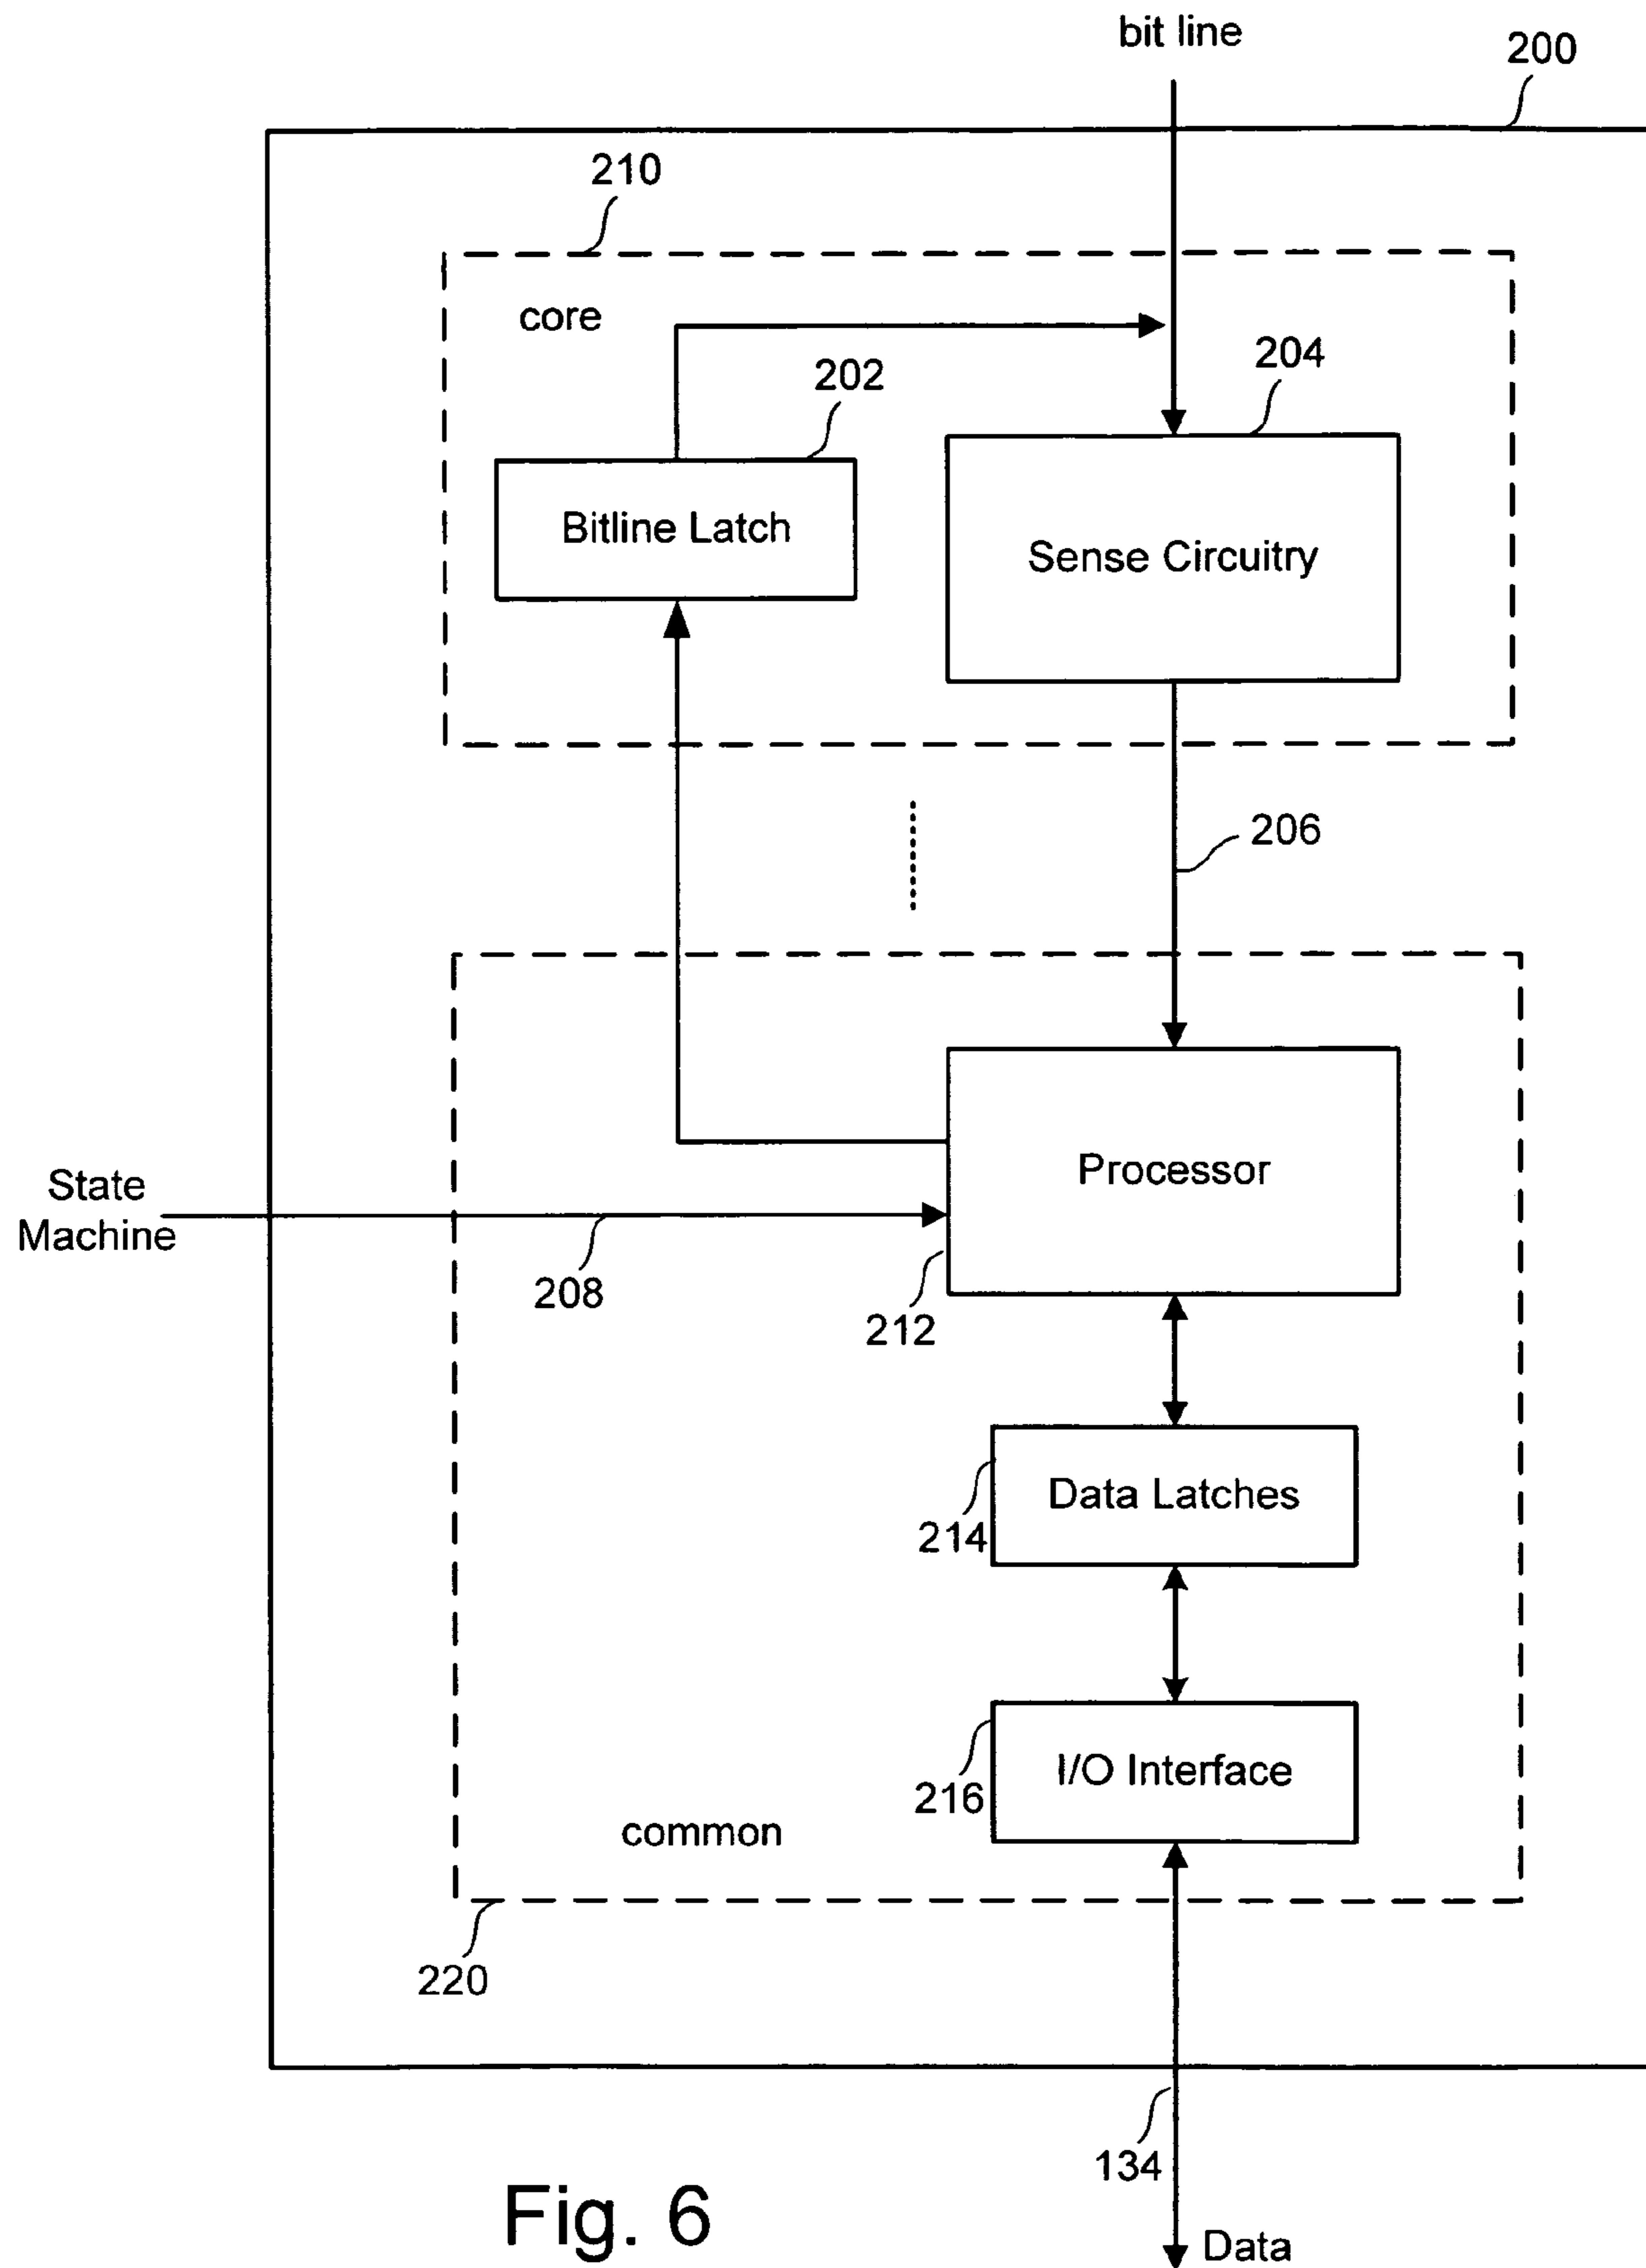 bit line
200
210
core
204
202
Bitline Latch
Sense Circuitry
206
State
Machine
Processor
208
212
Data Latches
214
I/O Interface
216
common
220
134
Fig. 6
Data